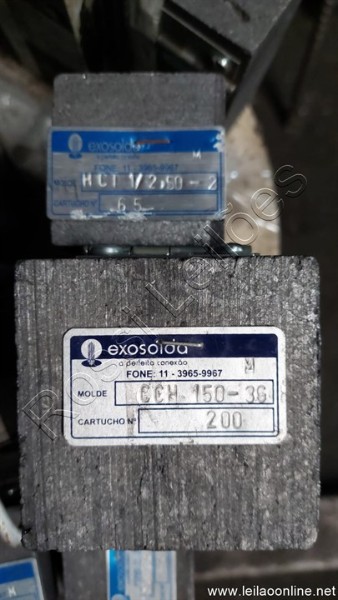 exosolda
FONE: 11 - 3965-9967
M
MOLDE HCT 1/2,50-2
65
exosolda
a perfeita conexão
FONE: 11 - 3965-9967
M
MOLDE CCH 150-3G
CARTUCHO Nº 200
M
Rossi Leilões
www.leilaoonline.net